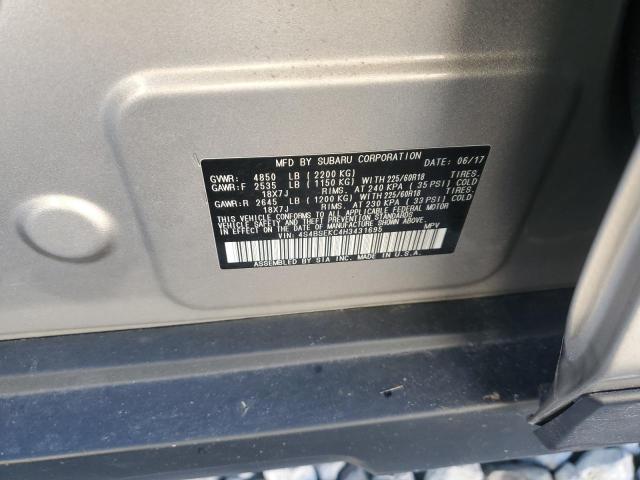 MFD BY SUBARU CORPORATION DATE: 06/17
GVWR: 4850 LB (2200 KG)
GAWR:F 2535 LB (1150 KG) WITH 225/60R18 TIRES.
18X7J RIMS. AT 240 KPA (35 PSI) COLD
GAWR:R 2645 LB (1200 KG) WITH 225/60R18 TIRES.
18X7J RIMS. AT 230 KPA (33 PSI) COLD
THIS VEHICLE CONFORMS TO ALL APPLICABLE FEDERAL MOTOR
VEHICLE SAFETY, AND THEFT PREVENTION STANDARDS
IN EFFECT ON THE DATE OF MANUFACTURE SHOWN ABOVE.
VIN 4S4BSEKC4H3431695 MPV
ASSEMBLED BY SIA INC. MADE IN U.S.A.